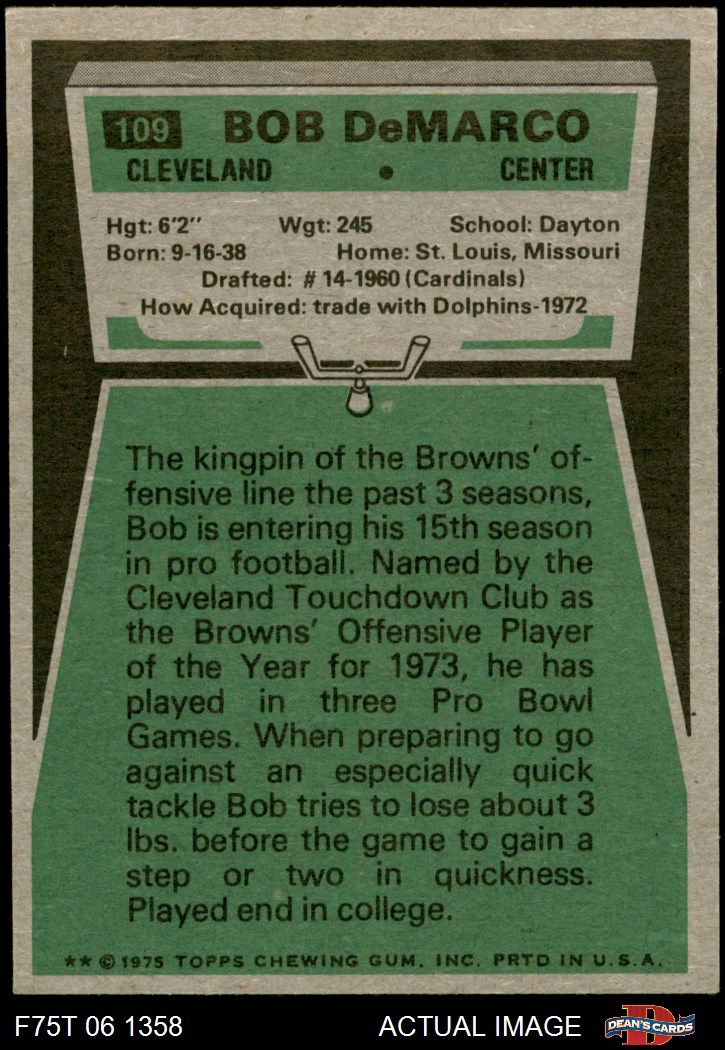 109 BOB DeMARCO
CLEVELAND • CENTER
Hgt: 6'2" Wgt: 245 School: Dayton
Born: 9-16-38 Home: St. Louis, Missouri
Drafted: # 14-1960 (Cardinals)
How Acquired: trade with Dolphins-1972
The kingpin of the Browns' of-
fensive line the past 3 seasons,
Bob is entering his 15th season
in pro football. Named by the
Cleveland Touchdown Club as
the Browns' Offensive Player
of the Year for 1973, he has
played in three Pro Bowl
Games. When preparing to go
against an especially quick
tackle Bob tries to lose about 3
lbs. before the game to gain a
step or two in quickness.
Played end in college.
** © 1975 TOPPS CHEWING GUM, INC. PRTD IN U.S.A.
F75T 06 1358 ACTUAL IMAGE D DEAN'S CARDS